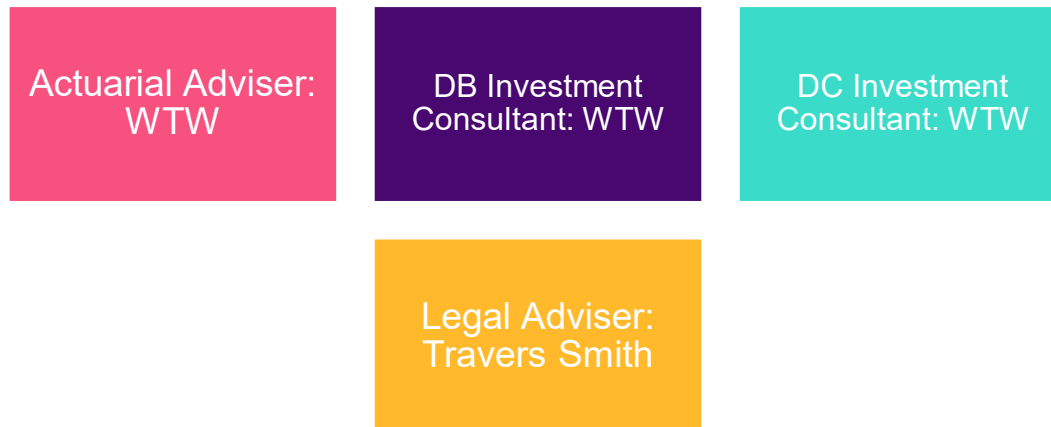 Actuarial Adviser:
WTW
DB Investment
Consultant: WTW
DC Investment
Consultant: WTW
Legal Adviser:
Travers Smith